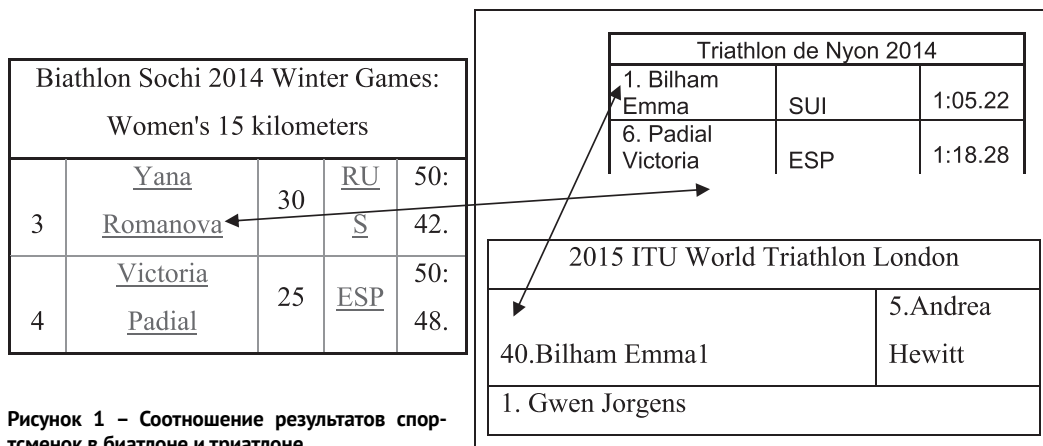 Biathlon Sochi 2014 Winter Games:
Women's 15 kilometers
3 Yana Romanova 30 RU S 50: 42.
4 Victoria Padial 25 ESP 50: 48.
Рисунок 1 – Соотношение результатов спор-
тсменок в биатлоне и триатлоне
Triathlon de Nyon 2014
1. Bilham Emma SUI 1:05.22
6. Padial Victoria ESP 1:18.28
2015 ITU World Triathlon London
40.Bilham Emma1 5.Andrea Hewitt
1. Gwen Jorgens